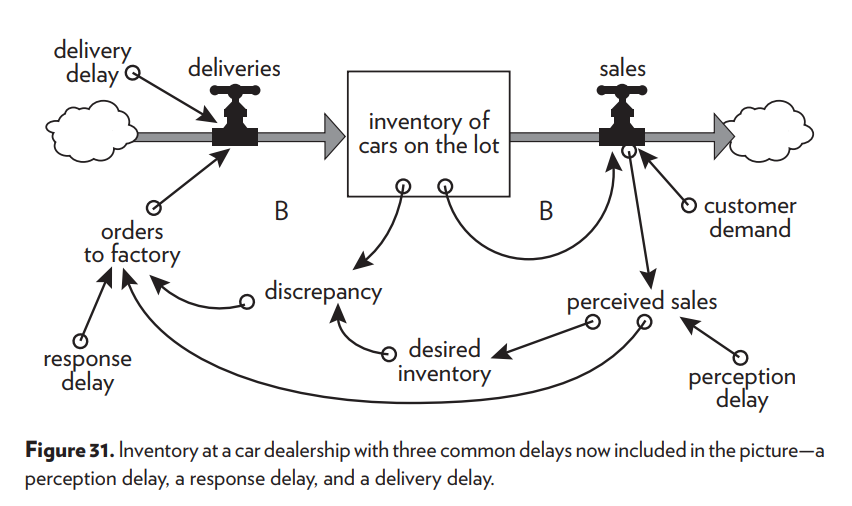 delivery
delay
deliveries
sales
inventory of
cars on the lot
B
B
customer
demand
orders
to factory
discrepancy
perceived sales
response
delay
desired
inventory
perception
delay
Figure 31. Inventory at a car dealership with three common delays now included in the picture—a
perception delay, a response delay, and a delivery delay.